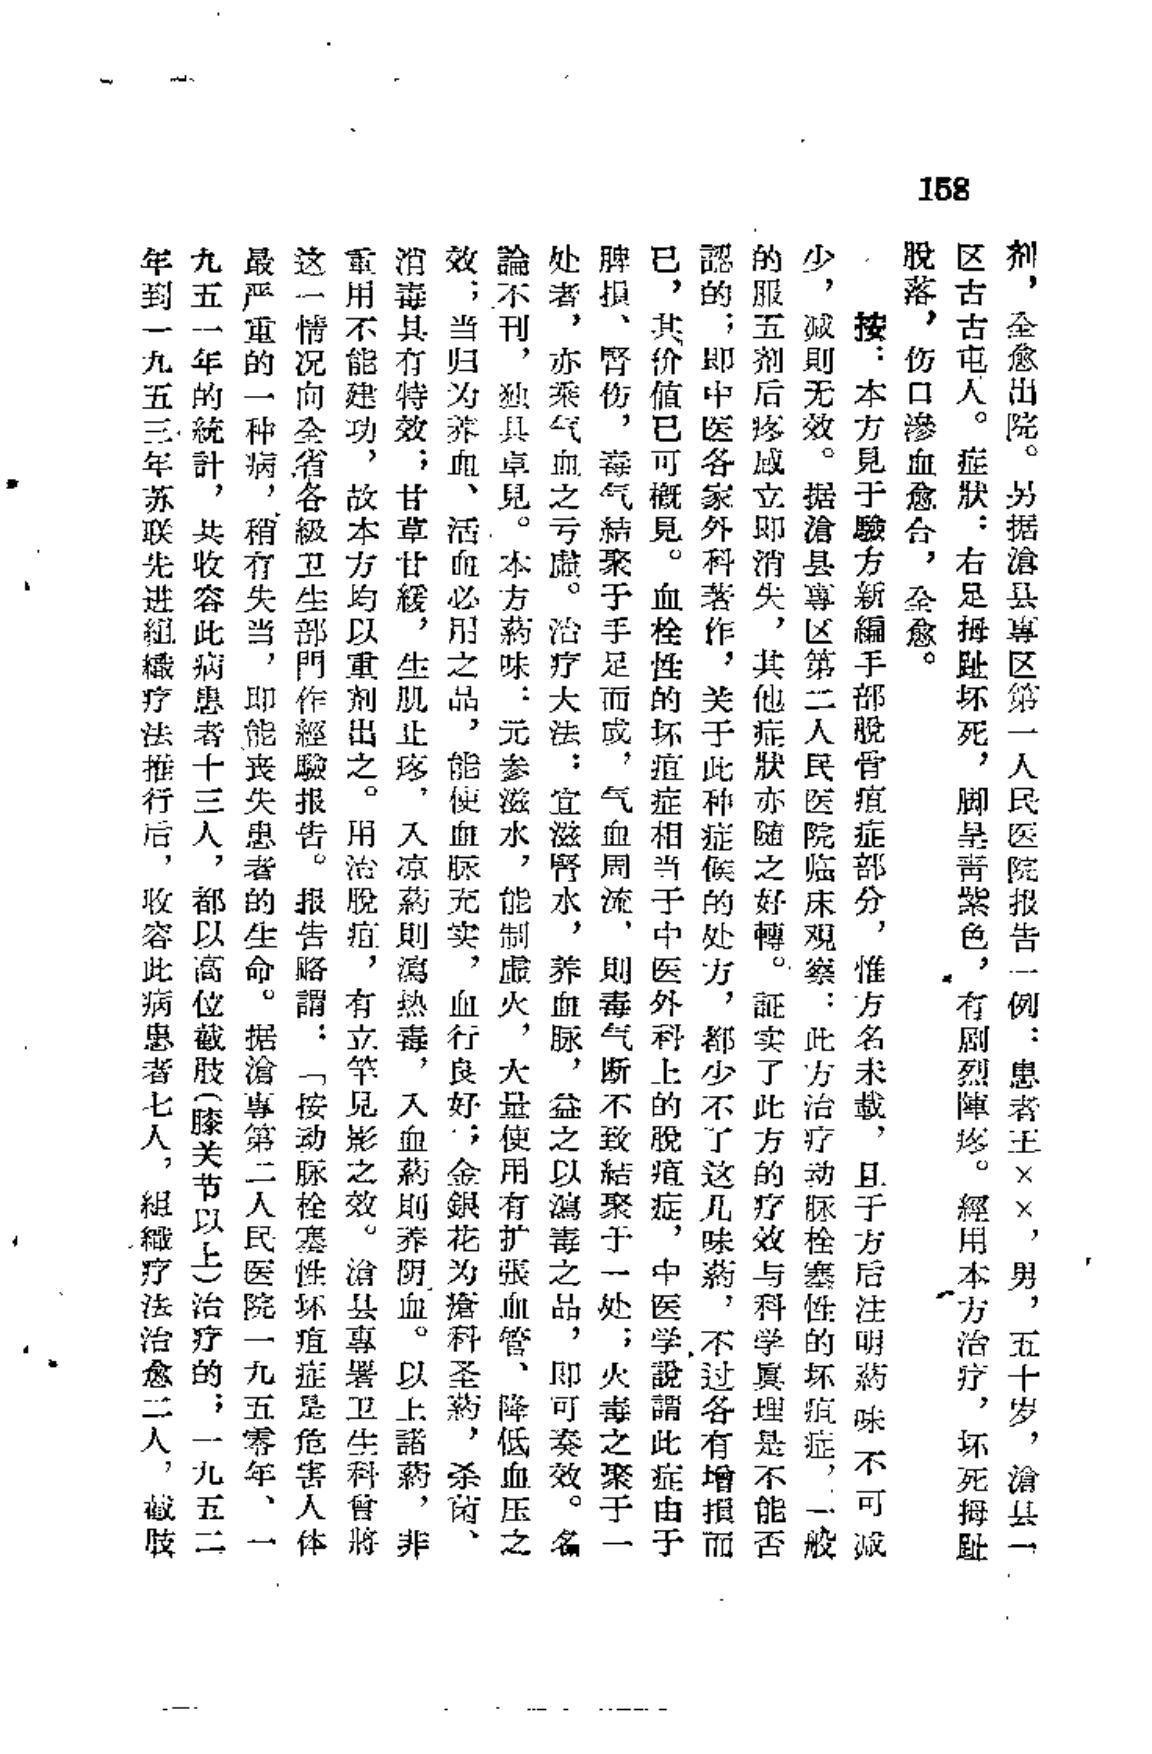 158
剂，全愈出院。另据滄县專区第一人民医院报告一例：患者王××，男，五十岁，滄县一
区古古屯人。症狀：右足拇趾坏死，脚呈青紫色，有剧烈陣疼。經用本方治疗，坏死拇趾
脫落，伤口滲血愈合，全愈。
按：本方見于驗方新編手部脫骨疽症部分，惟方名未載，且于方后注明葯味不可减
少，减則无效。据滄县專区第二人民医院临床观察：此方治疗动脉栓塞性的坏疽症，一般
的服五剂后疼感立即消失，其他症狀亦随之好轉。証实了此方的疗效与科学真理是不能否
認的；即中医各家外科著作，关于此种症候的处方，都少不了这几味葯，不过各有增損而
已，其价值已可概見。血栓性的坏疽症相当于中医外科上的脫疽症，中医学說謂此症由于
脾損、腎伤，毒气結聚于手足而成，气血周流，則毒气断不致結聚于一处；火毒之聚于一
处者，亦乘气血之亏虛。治疗大法：宜滋腎水，养血脉，益之以瀉毒之品，即可奏效。名
論不刊，独具卓見。本方葯味：元参滋水，能制虛火，大量使用有扩張血管、降低血压之
效；当归为养血、活血必用之品，能使血脉充实，血行良好；金銀花为瘡科圣葯，杀菌、
消毒具有特效；甘草甘緩，生肌止疼，入凉葯則瀉热毒，入血葯則养阴血。以上諸葯，非
重用不能建功，故本方均以重剂出之。用治脫疽，有立竿見影之效。滄县專署卫生科曾將
这一情况向全省各級卫生部門作經驗报告。报告略謂：「按动脉栓塞性坏疽症是危害人体
最严重的一种病，稍有失当，即能丧失患者的生命。据滄專第二人民医院一九五零年、一
九五一年的統計，共收容此病患者十三人，都以高位截肢（膝关节以上）治疗的；一九五二
年到一九五三年苏联先进組織疗法推行后，收容此病患者七人，組織疗法治愈二人，截肢